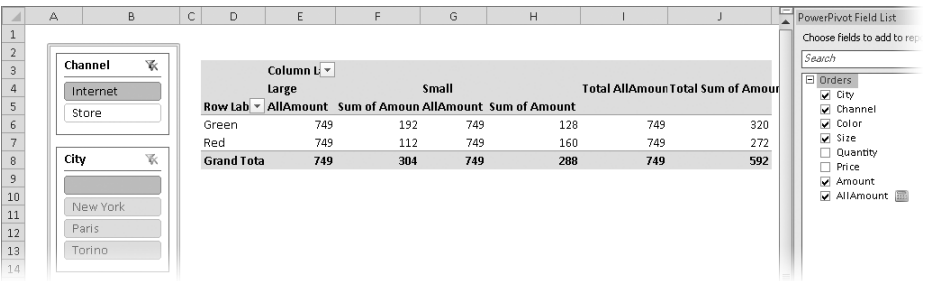 A B C D E F G H I J
PowerPivot Field List
1
Choose fields to add to rep
2
3 Channel Column L
Search
4 Internet Large Small Total AllAmoun Total Sum of Amour
Orders
5 Store Row Lab AllAmount Sum of Amoun AllAmount Sum of Amount
City
Channel
6 Green 749 192 749 128 749 320
Color
7 Red 749 112 749 160 749 272
Size
8 City Grand Tota 749 304 749 288 749 592
Quantity
9
Price
10
Amount
AllAmount
11 New York
12 Paris
13 Torino
14